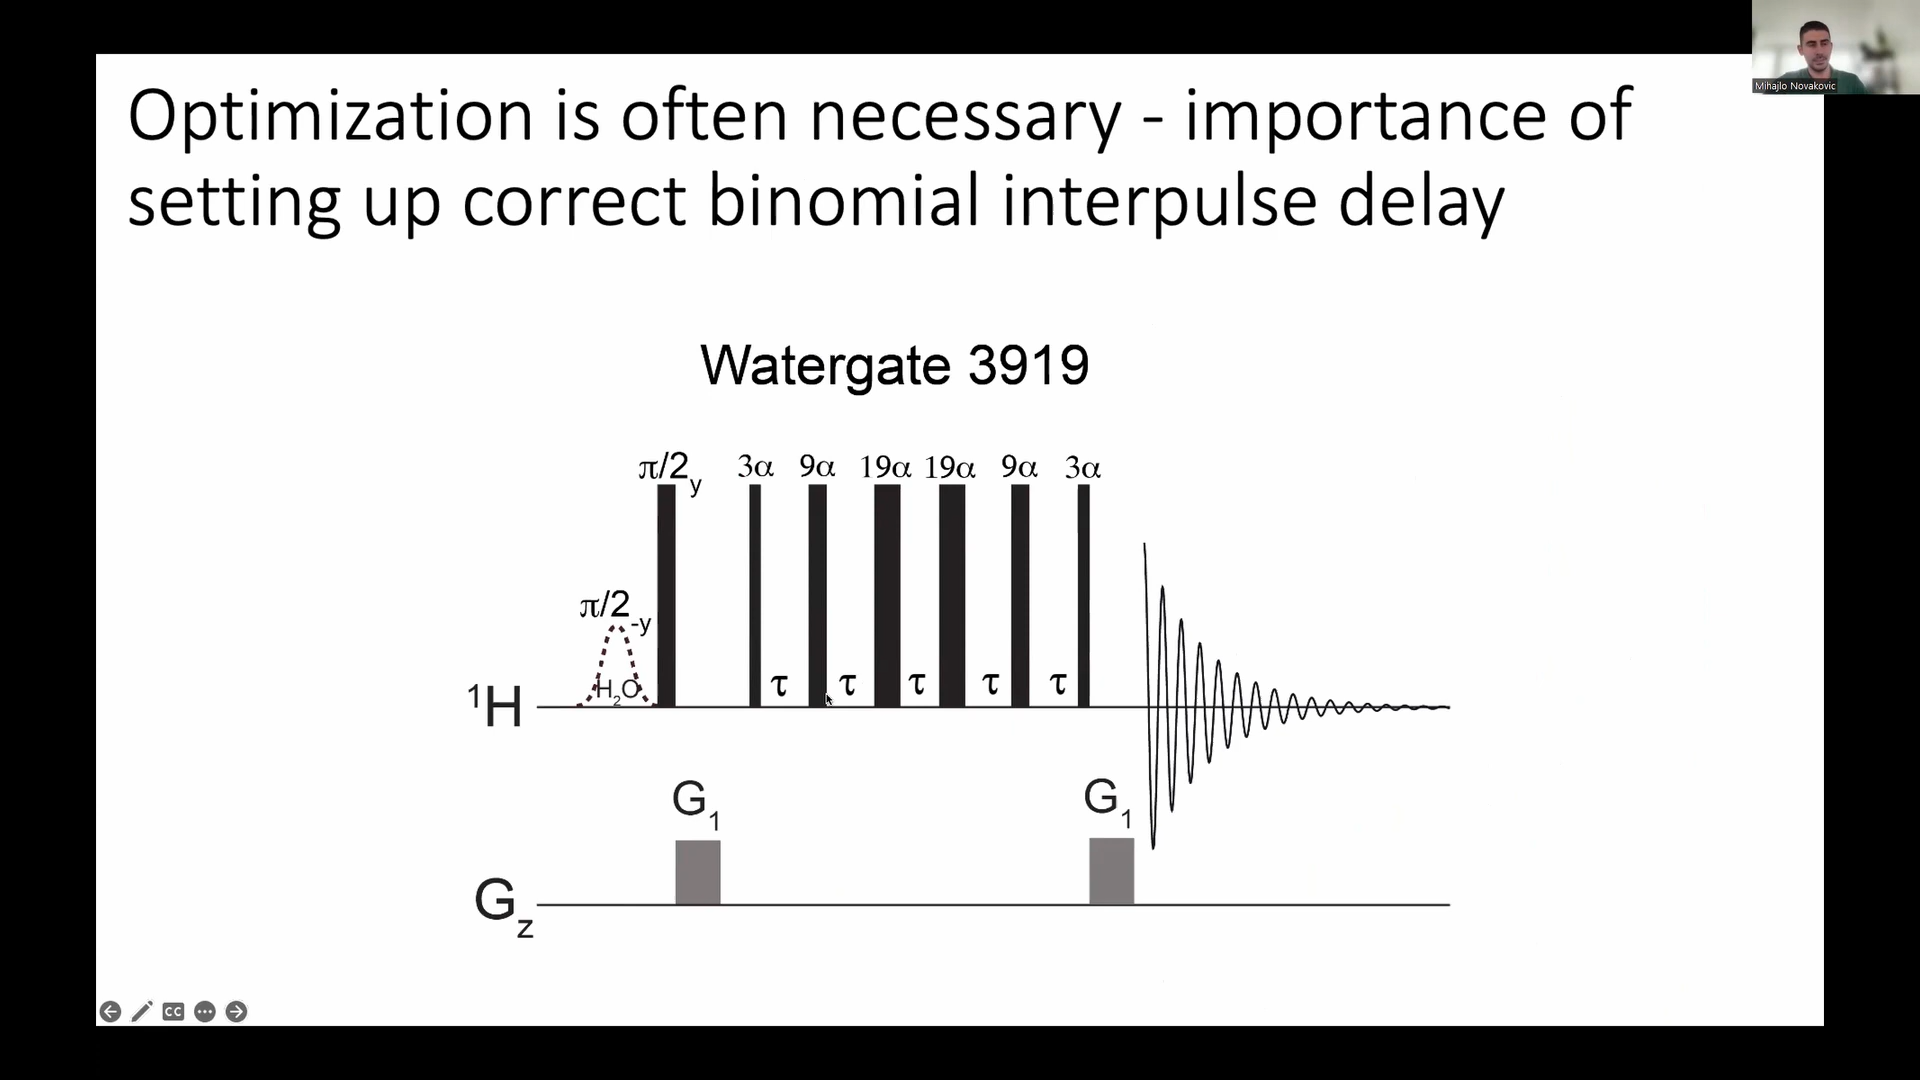 Mihajlo Novakovic
Optimization is often necessary - importance of
setting up correct binomial interpulse delay
Watergate 3919
π/2y 3α 9α 19α 19α 9α 3α
π/2-y
H2O τ τ τ τ τ
1H
G1 G1
Gz
CC